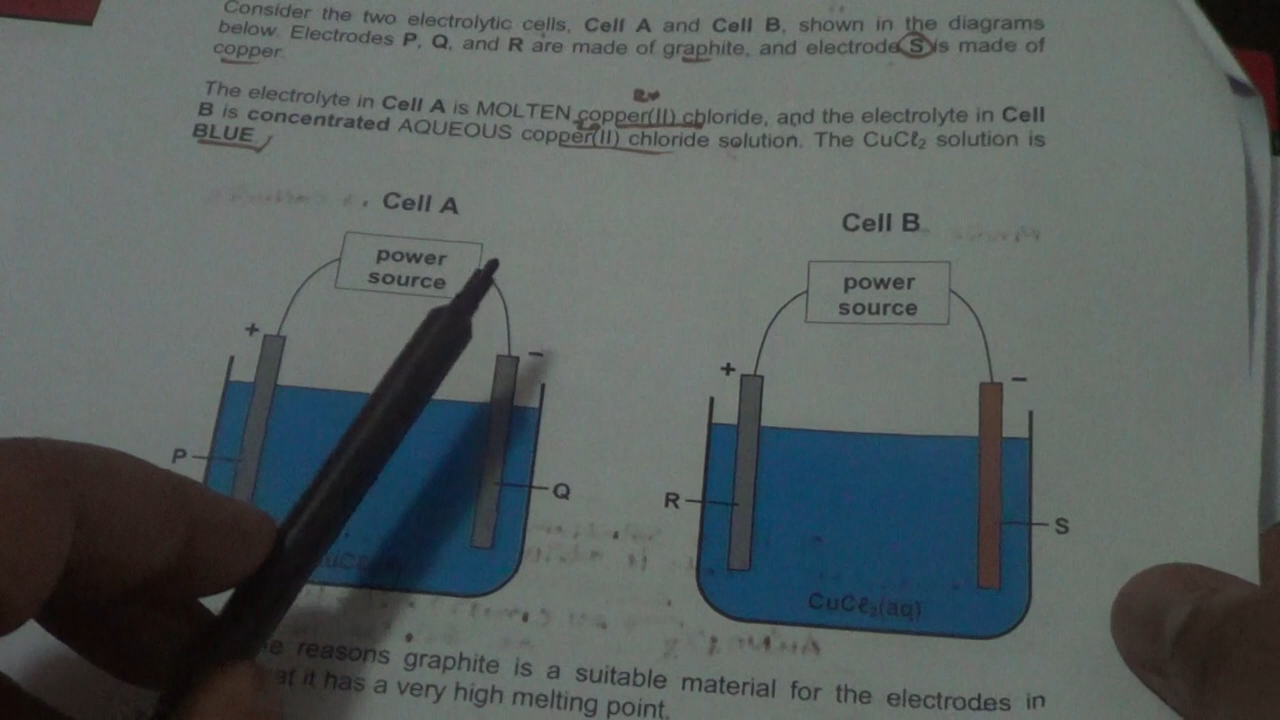 Consider the two electrolytic cells, Cell A and Cell B, shown in the diagrams
below. Electrodes P, Q, and R are made of graphite, and electrode S is made of
copper.
The electrolyte in Cell A is MOLTEN copper(II) chloride, and the electrolyte in Cell
B is concentrated AQUEOUS copper(II) chloride solution. The CuCℓ₂ solution is
BLUE
Cell A
power
source
+
−
P
Q
Cell B
power
source
+
−
R
S
CuCℓ₂(aq)
reasons graphite is a suitable material for the electrodes in
it has a very high melting point.